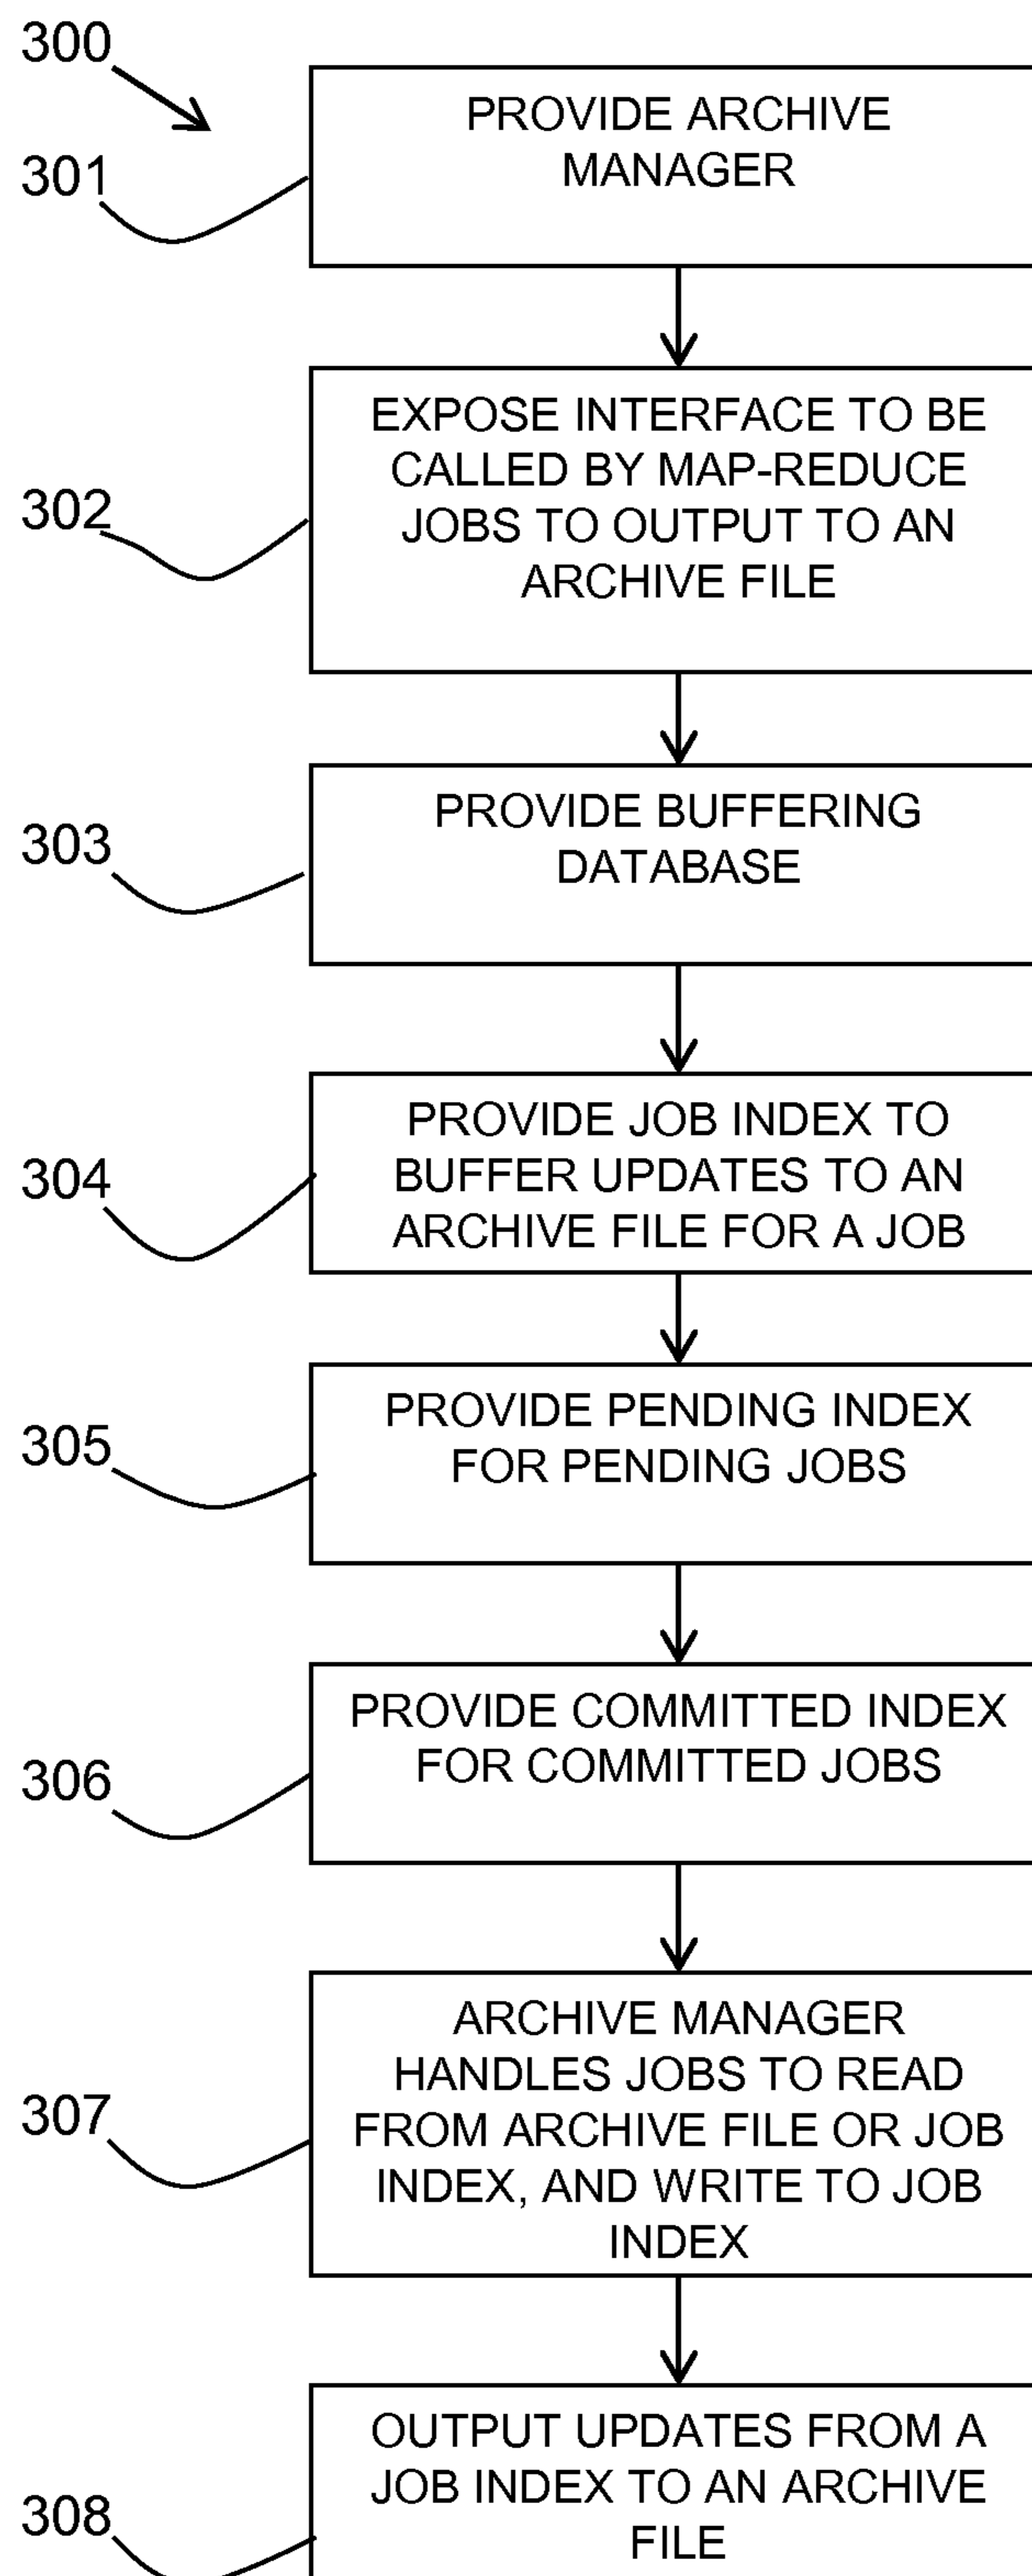 300
301
PROVIDE ARCHIVE
MANAGER
302
EXPOSE INTERFACE TO BE
CALLED BY MAP-REDUCE
JOBS TO OUTPUT TO AN
ARCHIVE FILE
303
PROVIDE BUFFERING
DATABASE
304
PROVIDE JOB INDEX TO
BUFFER UPDATES TO AN
ARCHIVE FILE FOR A JOB
305
PROVIDE PENDING INDEX
FOR PENDING JOBS
306
PROVIDE COMMITTED INDEX
FOR COMMITTED JOBS
307
ARCHIVE MANAGER
HANDLES JOBS TO READ
FROM ARCHIVE FILE OR JOB
INDEX, AND WRITE TO JOB
INDEX
308
OUTPUT UPDATES FROM A
JOB INDEX TO AN ARCHIVE
FILE